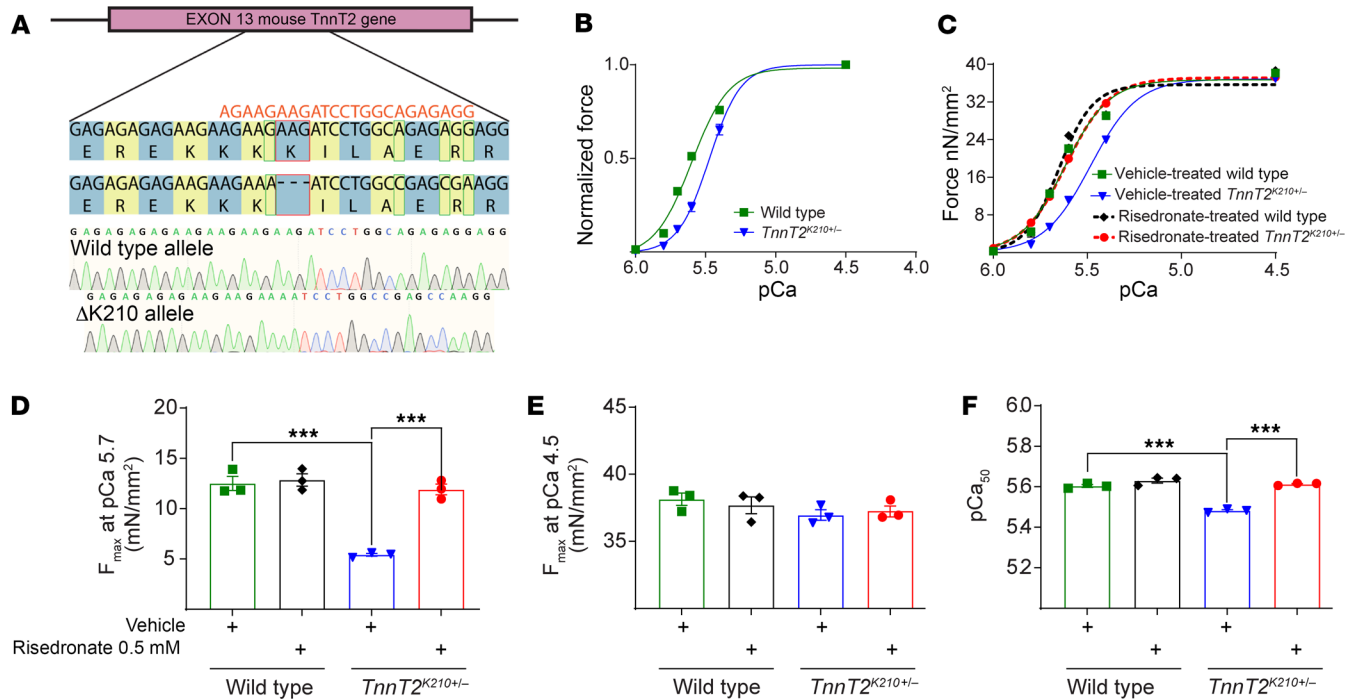 A
EXON 13 mouse TnnT2 gene
AGAAGAAGATCCTGGCAGAGAGG
GAGAGAGAGAAGAAGAAGAAGATCCTGGCAGAGAGGAGG
E R E K K K K I L A E R R
GAGAGAGAGAAGAAGAAA---ATCCTGGCCGAGCGAAGG
E R E K K K I L A E R R
GAGAGAGAGAAGAAGAAGAAGATCCTGGCAGAGAGGAGG
Wild type allele
GAGAGAGAGAAGAAGAAAATCCTGGCCGAGCCAAGG
ΔK210 allele
B
Normalized force
1.0
0.5
0.0
6.0 5.5 5.0 4.5 4.0
pCa
Wild type
TnnT2K210+/–
C
Force nN/mm2
40
32
24
16
8
0
6.0 5.5 5.0 4.5
pCa
Vehicle-treated wild type
Vehicle-treated TnnT2K210+/–
Risedronate-treated wild type
Risedronate-treated TnnT2K210+/–
D
Fmax at pCa 5.7
(mN/mm2)
20
15
10
5
*** ***
Vehicle + +
Risedronate 0.5 mM + +
Wild type TnnT2K210+/–
E
Fmax at pCa 4.5
(mN/mm2)
45
40
35
+ +
+ +
Wild type TnnT2K210+/–
F
pCa50
6.0
5.8
5.6
5.4
5.2
*** ***
+ +
+ +
Wild type TnnT2K210+/–